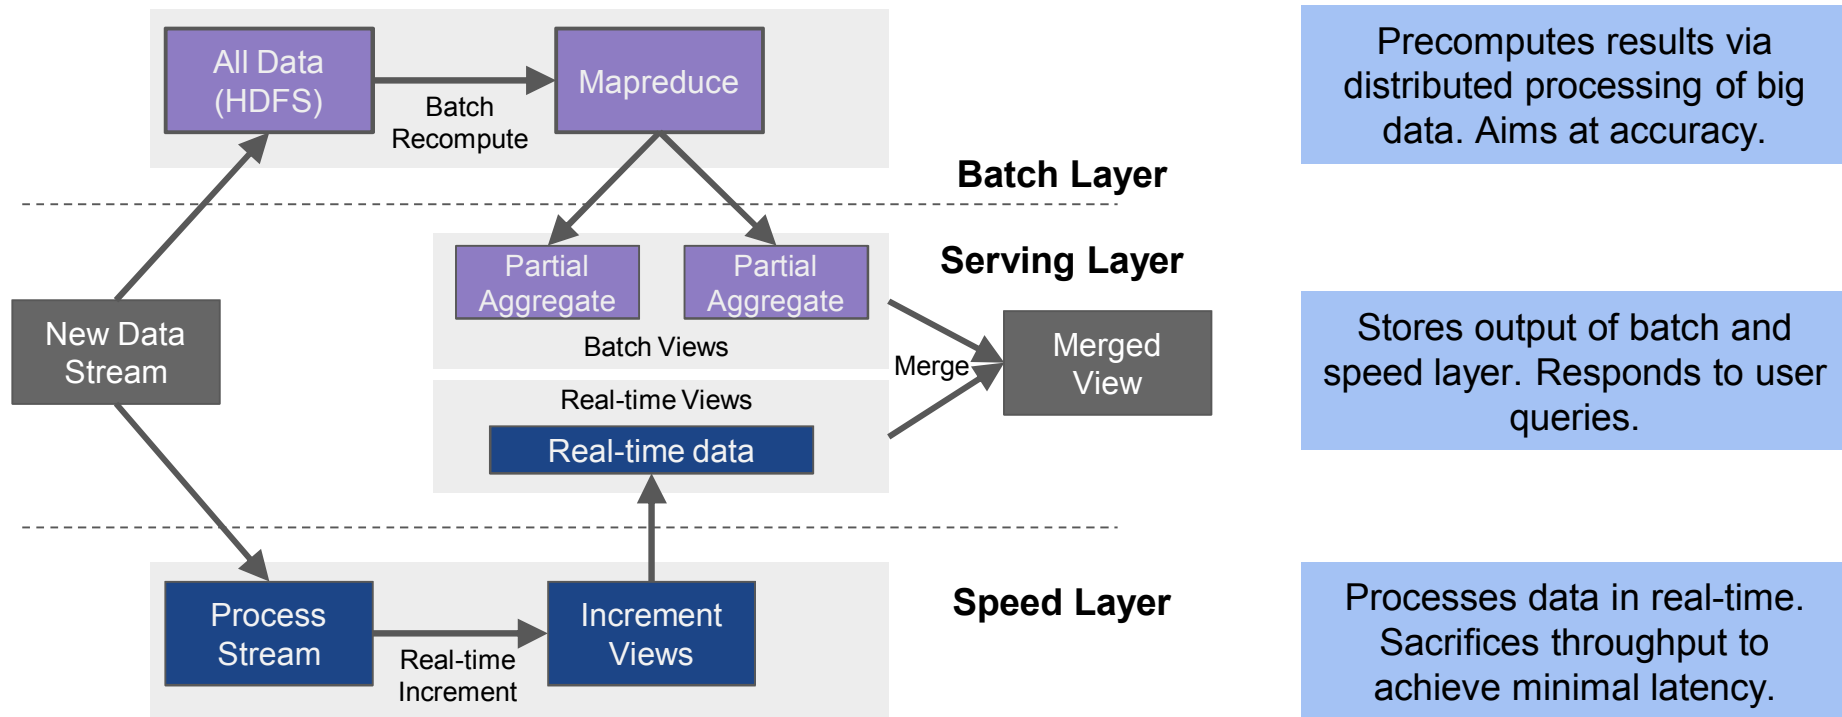 All Data
(HDFS)
Batch
Recompute
Mapreduce
Batch Layer
Precomputes results via
distributed processing of big
data. Aims at accuracy.
New Data
Stream
Partial
Aggregate
Partial
Aggregate
Batch Views
Serving Layer
Real-time Views
Real-time data
Merge
Merged
View
Stores output of batch and
speed layer. Responds to user
queries.
Process
Stream
Real-time
Increment
Increment
Views
Speed Layer
Processes data in real-time.
Sacrifices throughput to
achieve minimal latency.